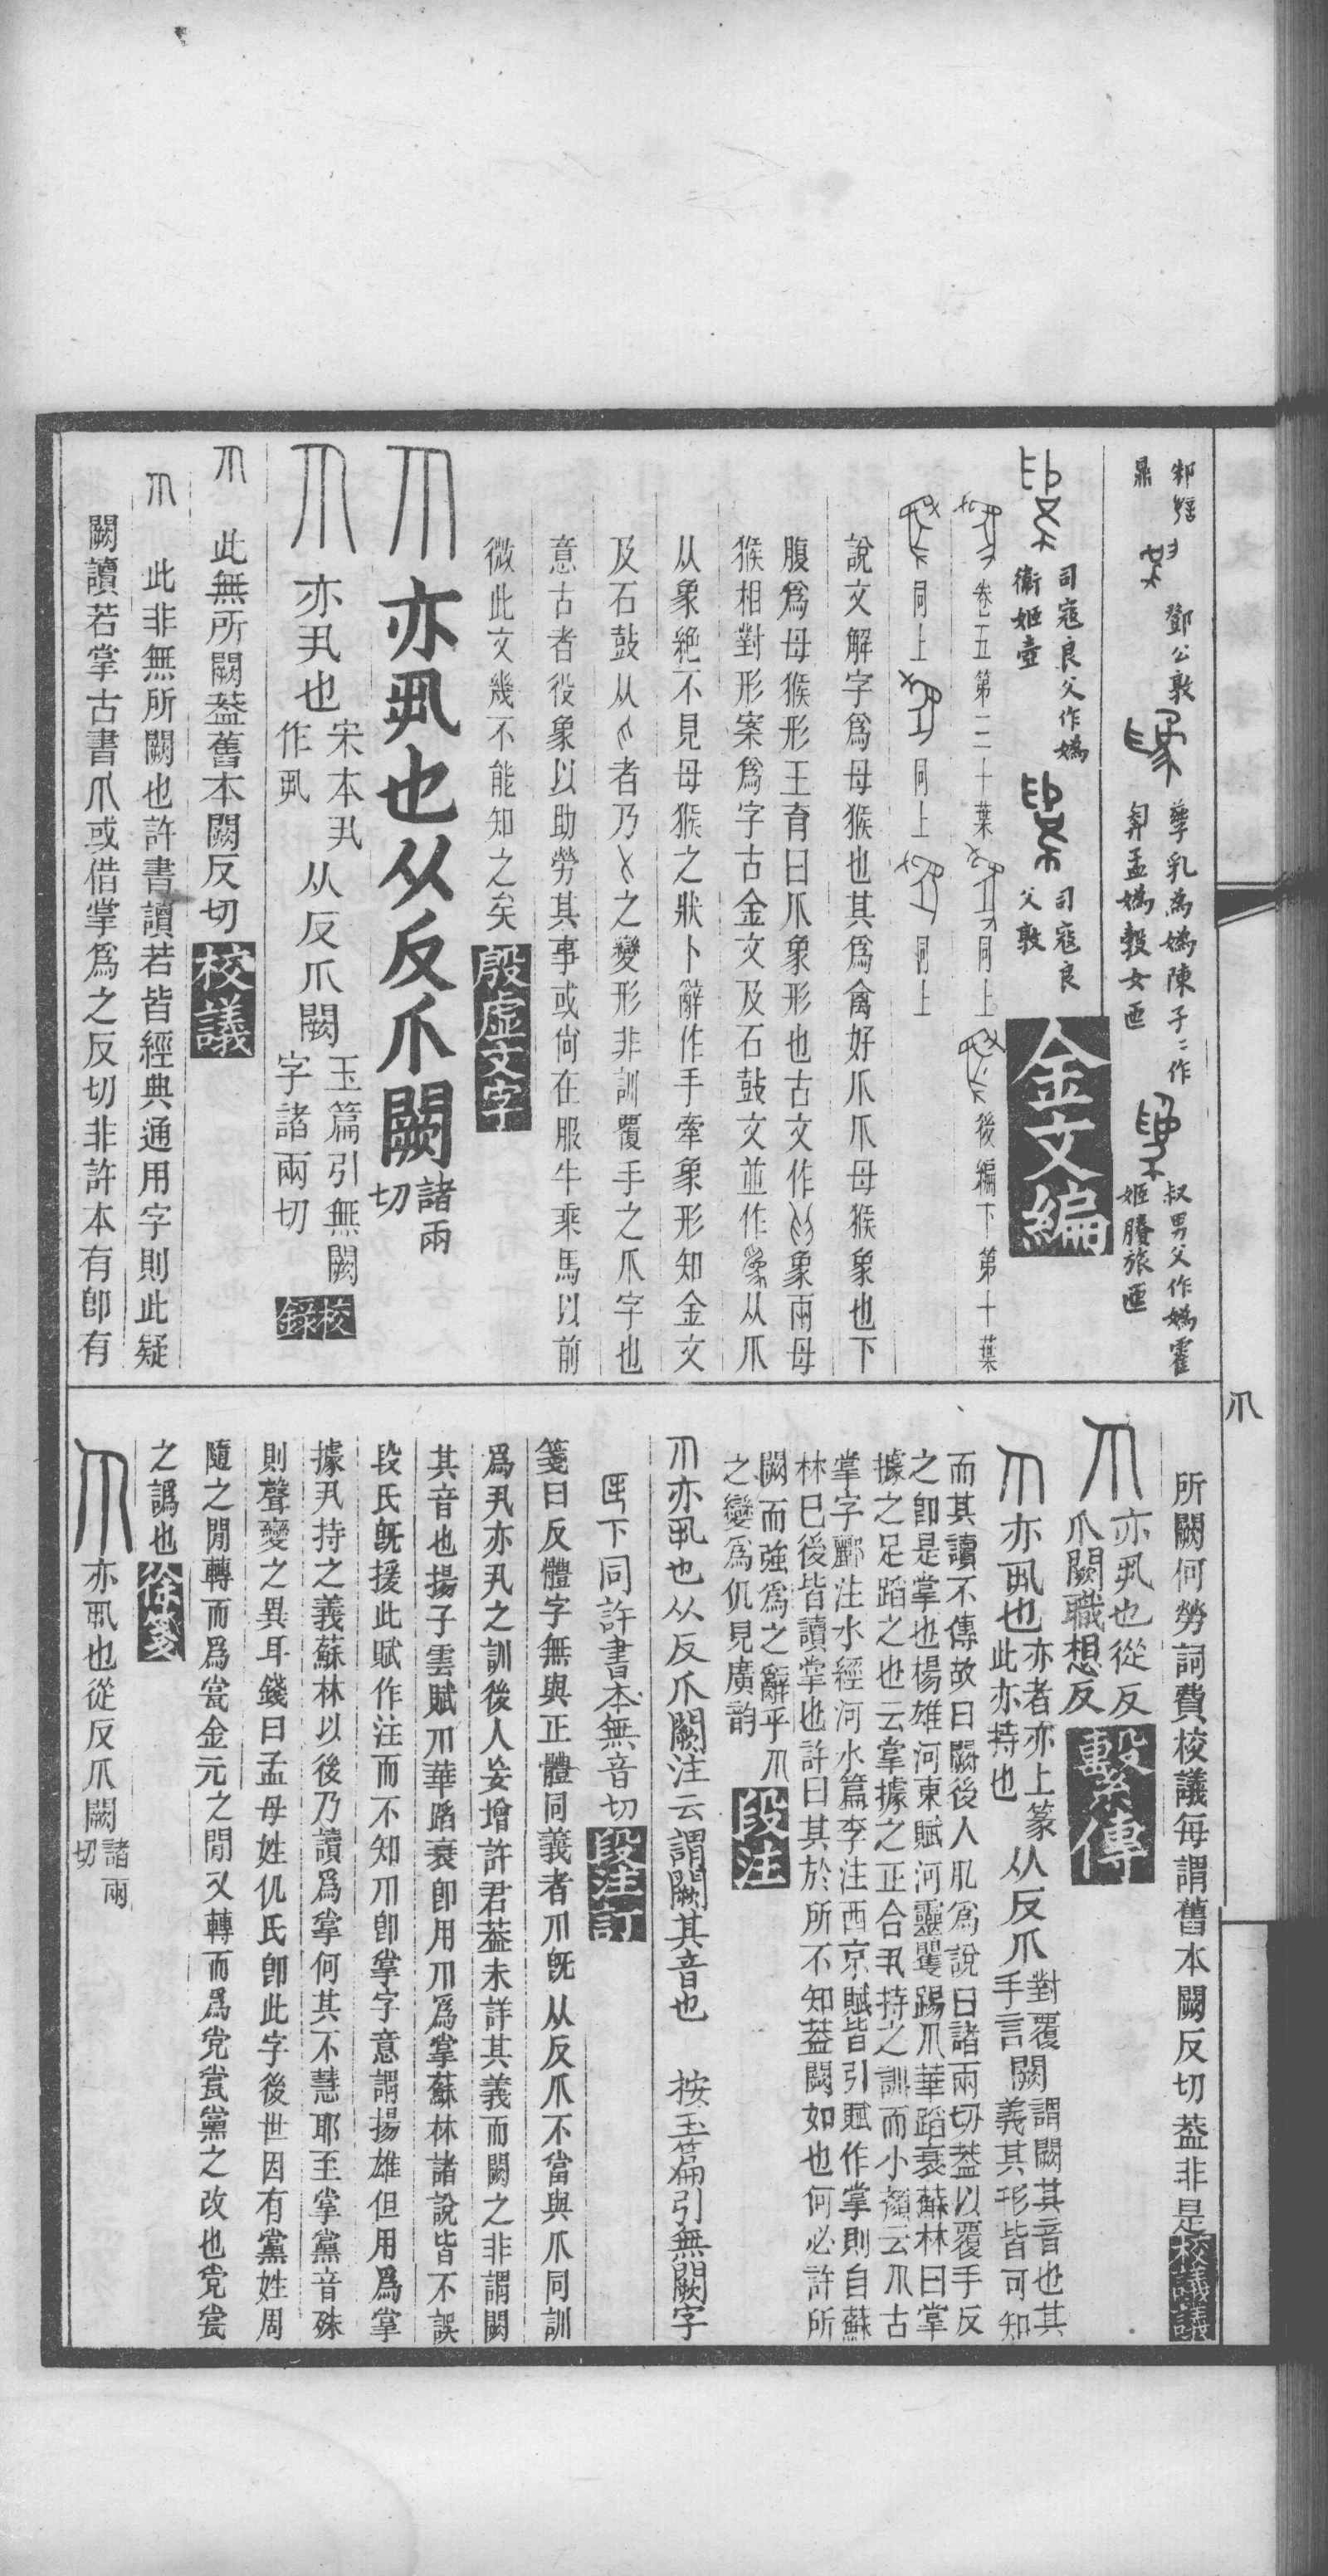 鄧公敦
孳乳為嬀陳子二作
匋孟嬀敦女匜
叔男父作嬀霍
姬賸旅匜
司寇良父作嬀
衞姬壺
司寇良
父敦
金文編
卷五第二十葉
同上
後編下第十葉
同上
同上
同上
說文解字爲母猴也其爲禽好爪爪母猴象也下
腹爲母猴形王育曰爪象形也古文作象兩母
猴相對形案爲字古金文及石鼓文並作从爪
从象絶不見母猴之狀卜辭作手牽象形知金文
及石鼓从者乃之變形非訓覆手之爪字也
意古者役象以助勞其事或尙在服牛乘馬以前
微此文幾不能知之矣
殷虛文字
爪亦丮也从反爪闕諸兩切
爪亦丮也宋本丮作丮从反爪闕玉篇引無闕字諸兩切
校錄
爪此無所闕葢舊本闕反切
校議
爪此非無所闕也許書讀若皆經典通用字則此疑
闕讀若掌古書爪或借掌爲之反切非許本有卽有
爪
所闕何勞詞費校議每謂舊本闕反切葢非是
校議議
爪亦丮也從反
爪闕職想反
繫傳
爪亦丮也亦者亦上篆此亦持也从反爪對覆手言闕謂闕其音也其義其形皆可知
而其讀不傳故曰闕後人肊爲說曰諸兩切葢以覆手反
之卽是掌也楊雄河東賦河靈矍踢爪華蹈衰蘇林曰掌
據之足蹈之也云掌據之正合丮持之訓而小顏云爪古
掌字酈注水經河水篇李注西京賦皆引賦作掌則自蘇
林巳後皆讀掌也許曰其於所不知葢闕如也何必許所
闕而強爲之辭乎爪
之變爲仉見廣韵
段注
爪亦丮也从反爪闕注云謂闕其音也　按玉篇引無闕字
匡下同許書本無音切
段注訂
箋曰反體字無與正體同義者爪旣从反爪不當與爪同訓
爲丮亦丮之訓後人妄增許君葢未詳其義而闕之非謂闕
其音也揚子雲賦爪華蹈衰卽用爪爲掌蘇林諸說皆不誤
段氏旣援此賦作注而不知爪卽掌字意謂揚雄但用爲掌
據丮持之義蘇林以後乃讀爲掌何其不慧耶至掌黨音殊
則聲變之異耳錢曰孟母姓仉氏卽此字後世因有黨姓周
隨之閒轉而爲甞金元之閒又轉而爲党甞黨之改也党甞
之譌也
徐箋
爪亦丮也從反爪闕諸兩切